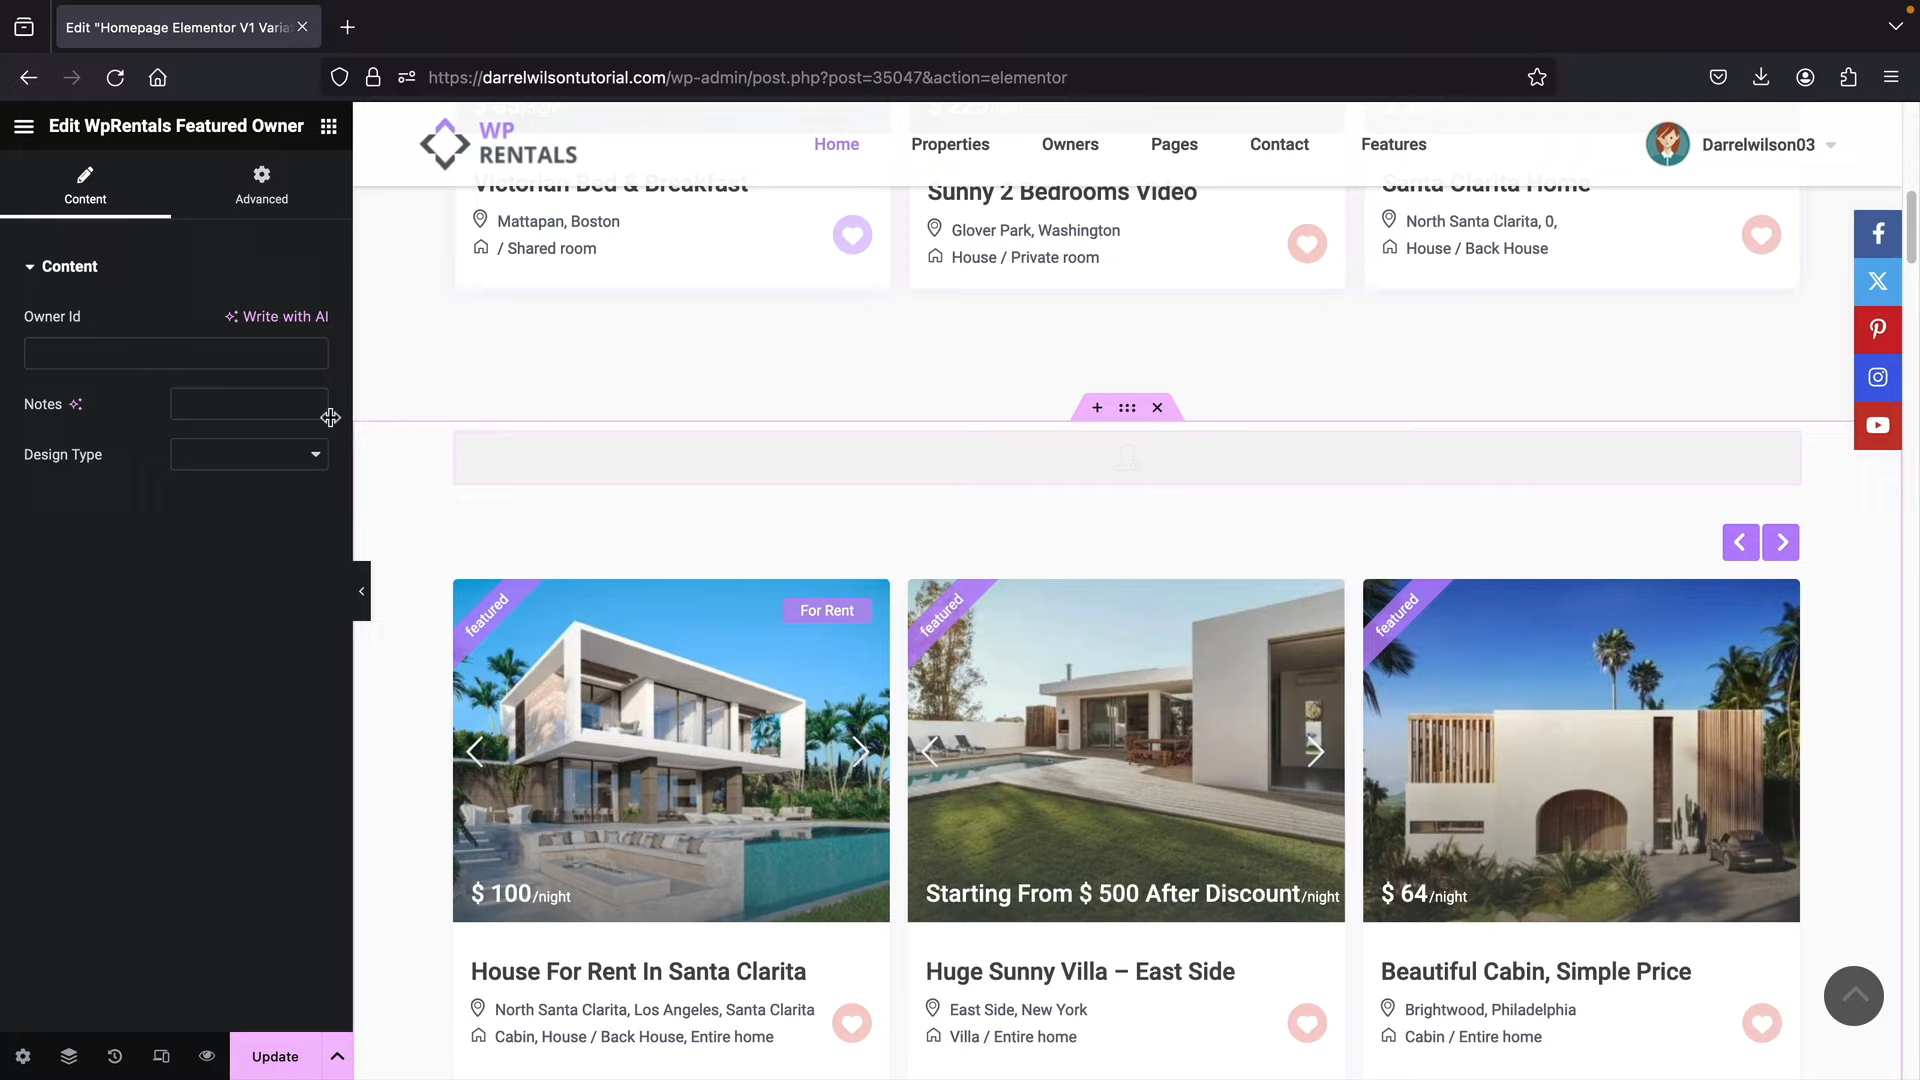 Edit "Homepage Elementor V1 Varia
https://darrelwilsontutorial.com/wp-admin/post.php?post=35047&action=elementor
Edit WpRentals Featured Owner
Content
Advanced
Content
Owner Id
Write with AI
Notes
Design Type
Update
WP
RENTALS
Home
Properties
Owners
Pages
Contact
Features
Darrelwilson03
Victorian Bed & Breakfast
Mattapan, Boston
/ Shared room
Sunny 2 Bedrooms Video
Glover Park, Washington
House / Private room
Santa Clarita Home
North Santa Clarita, 0,
House / Back House
featured
For Rent
$ 100/night
House For Rent In Santa Clarita
North Santa Clarita, Los Angeles, Santa Clarita
Cabin, House / Back House, Entire home
featured
Starting From $ 500 After Discount/night
Huge Sunny Villa – East Side
East Side, New York
Villa / Entire home
featured
$ 64/night
Beautiful Cabin, Simple Price
Brightwood, Philadelphia
Cabin / Entire home